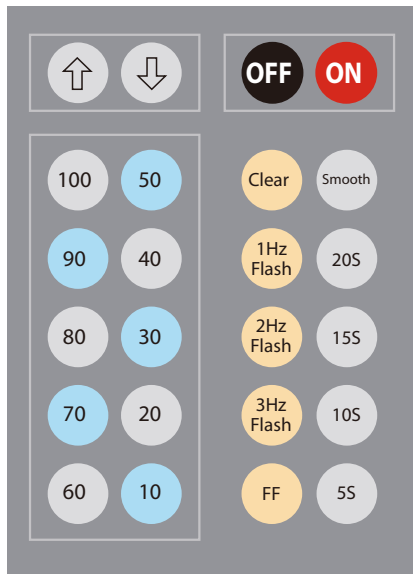 OFF ON
100 50 Clear Smooth
90 40 1Hz Flash 20S
80 30 2Hz Flash 15S
70 20 3Hz Flash 10S
60 10 FF 5S